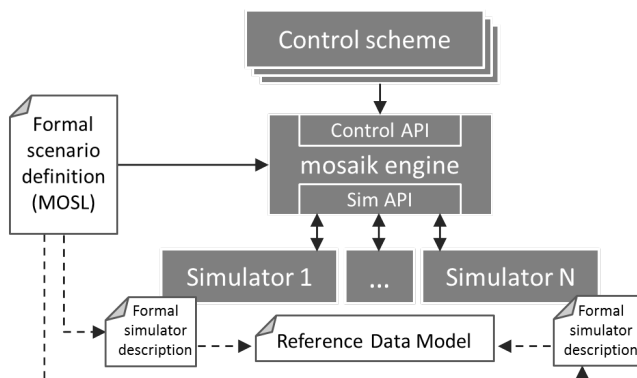 Control scheme
Formal
scenario
definition
(MOSL)
Control API
mosaik engine
Sim API
Simulator 1
...
Simulator N
Formal
simulator
description
Reference Data Model
Formal
simulator
description